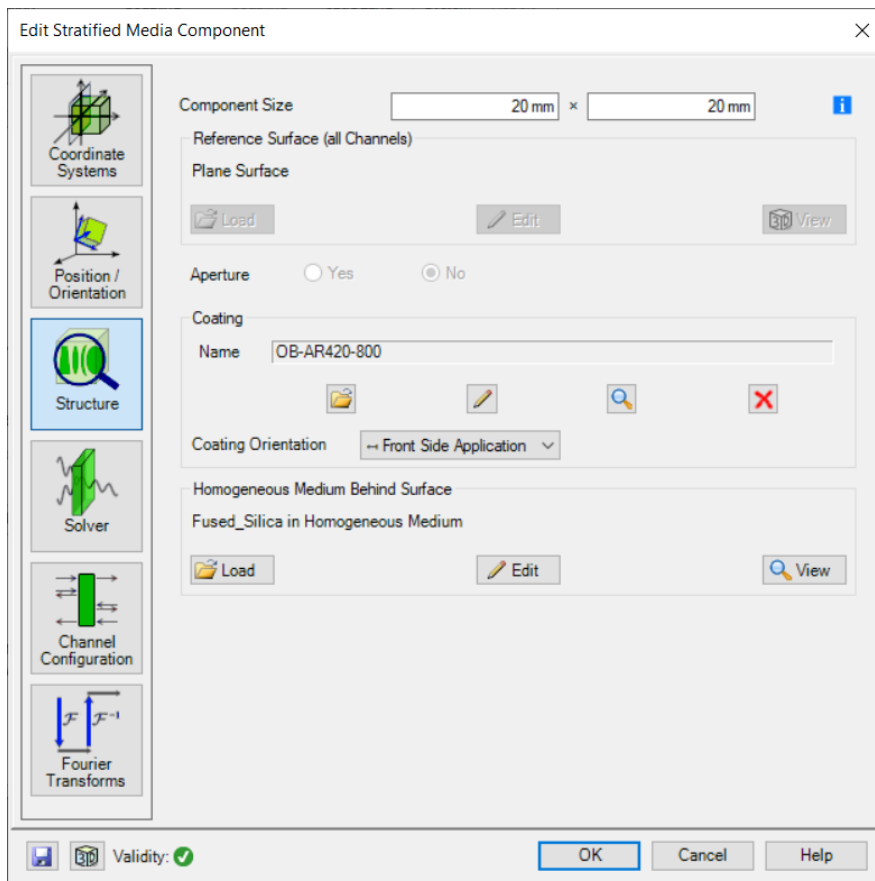 Edit Stratified Media Component
Coordinate
Systems
Position /
Orientation
Structure
Solver
Channel
Configuration
F F-1
Fourier
Transforms
Component Size 20 mm × 20 mm i
Reference Surface (all Channels)
Plane Surface
Load Edit 3D View
Aperture Yes No
Coating
Name OB-AR420-800
Coating Orientation Front Side Application
Homogeneous Medium Behind Surface
Fused_Silica in Homogeneous Medium
Load Edit View
3D Validity: OK Cancel Help